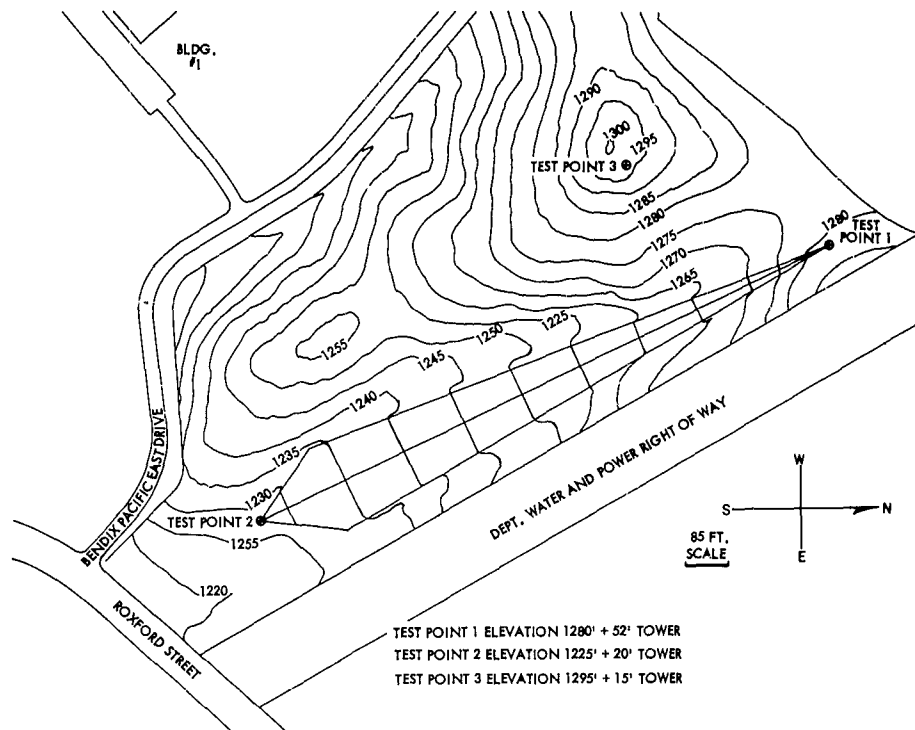 BLDG.
#1
1290
1300
1295
TEST POINT 3
1285
1280
1275
1270
1265
1280
TEST
POINT 1
1225
1250
1245
1255
1240
1235
1230
TEST POINT 2
1255
1220
BENDIX PACIFIC EAST DRIVE
ROXFORD STREET
DEPT. WATER AND POWER RIGHT OF WAY
W
S
N
E
85 FT.
SCALE
TEST POINT 1 ELEVATION 1280' + 52' TOWER
TEST POINT 2 ELEVATION 1225' + 20' TOWER
TEST POINT 3 ELEVATION 1295' + 15' TOWER